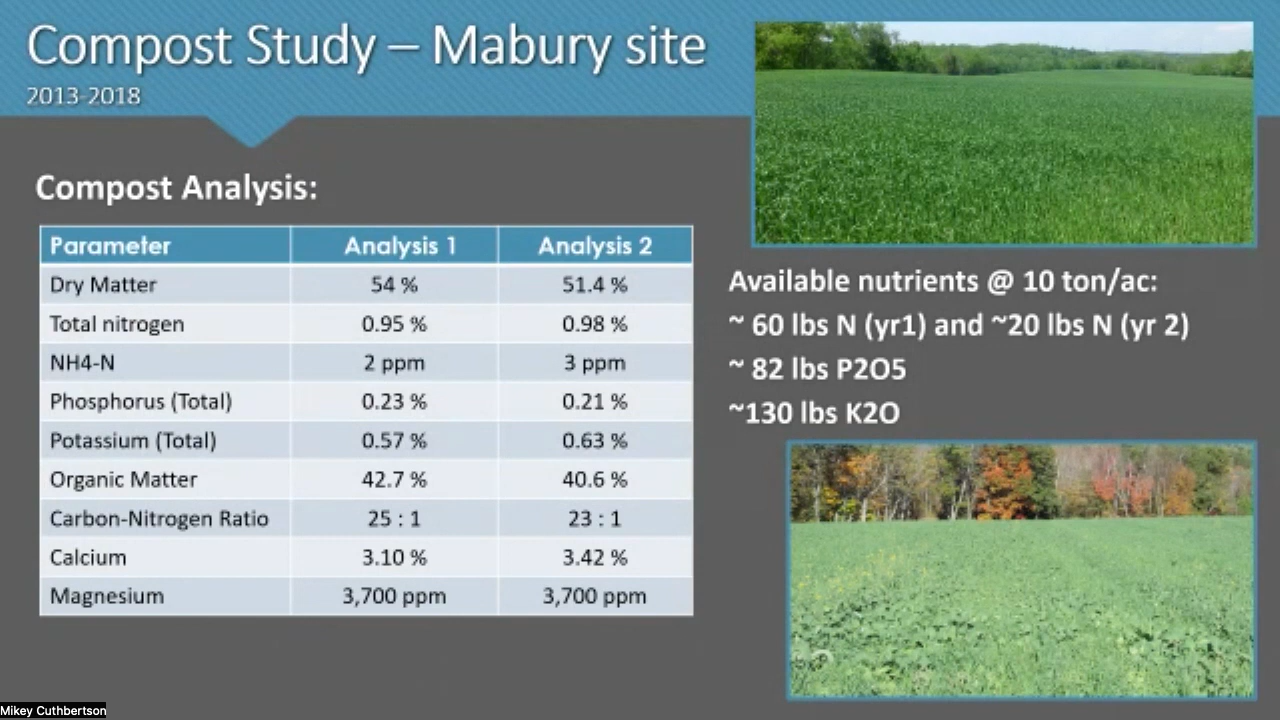 Compost Study – Mabury site
2013-2018
Compost Analysis:
Parameter Analysis 1 Analysis 2
Dry Matter 54 % 51.4 %
Total nitrogen 0.95 % 0.98 %
NH4-N 2 ppm 3 ppm
Phosphorus (Total) 0.23 % 0.21 %
Potassium (Total) 0.57 % 0.63 %
Organic Matter 42.7 % 40.6 %
Carbon-Nitrogen Ratio 25 : 1 23 : 1
Calcium 3.10 % 3.42 %
Magnesium 3,700 ppm 3,700 ppm
Available nutrients @ 10 ton/ac:
~ 60 lbs N (yr1) and ~20 lbs N (yr 2)
~ 82 lbs P2O5
~130 lbs K2O
Mikey Cuthbertson